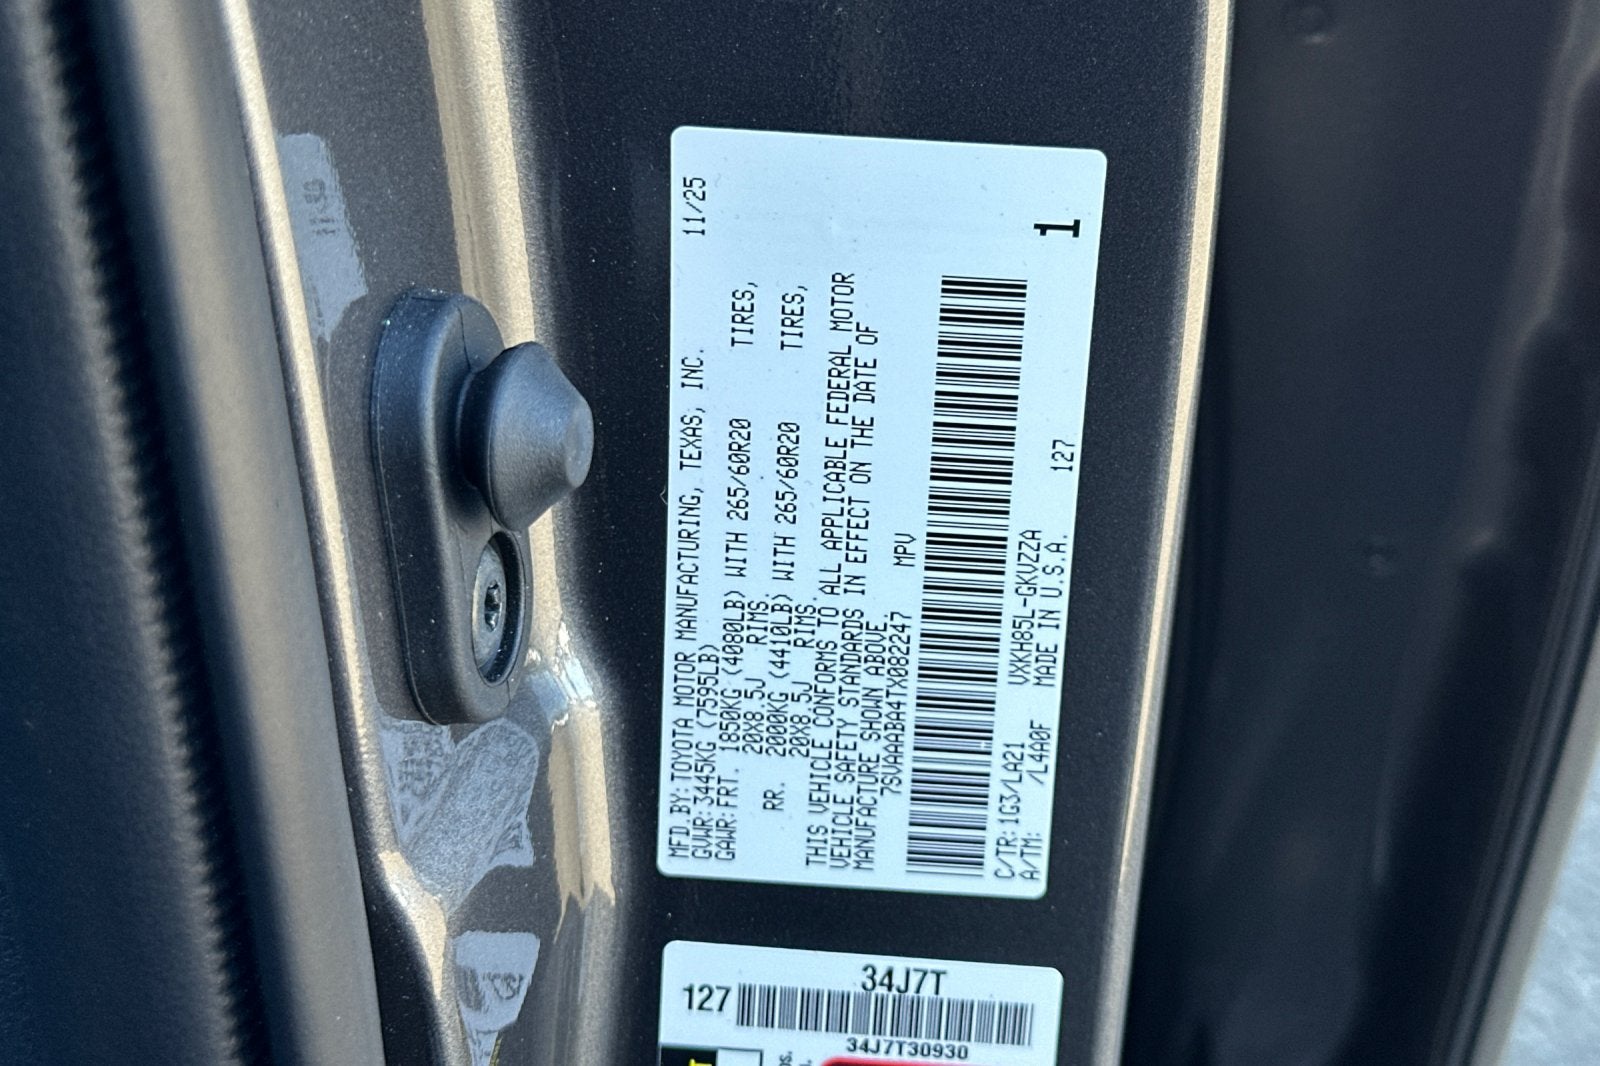 MFD.BY:TOYOTA MOTOR MANUFACTURING, TEXAS, INC. 11/25
GVWR:3445KG (7595LB)
GAWR:FRT. 1850KG (4080LB) WITH 265/60R20 TIRES,
20X8.5J RIMS.
RR. 2000KG (4410LB) WITH 265/60R20 TIRES,
20X8.5J RIMS.
THIS VEHICLE CONFORMS TO ALL APPLICABLE FEDERAL MOTOR
VEHICLE SAFETY STANDARDS IN EFFECT ON THE DATE OF
MANUFACTURE SHOWN ABOVE.
7SVAAABA4TX082247 MPV
1
C/TR:1G3/LA21 VXKH85L-GKVZZA 127
A/TM: /L4A0F MADE IN U.S.A.
34J7T
127
34J7T30930